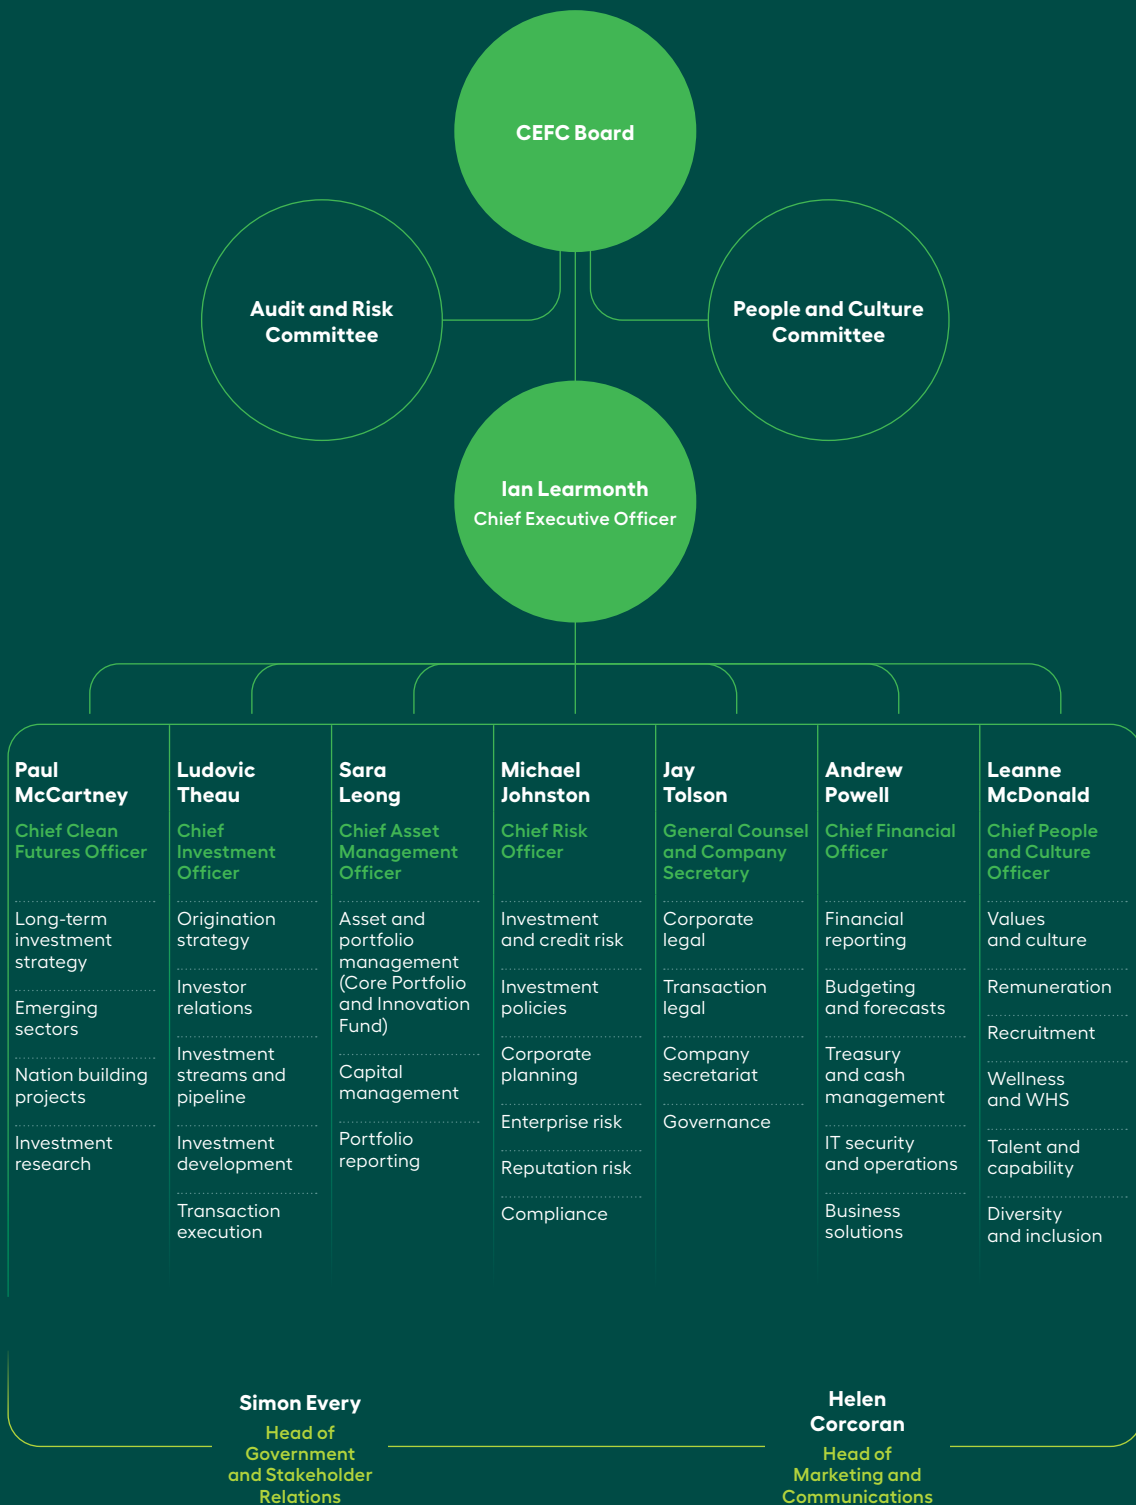 CEFC Board
Audit and Risk
Committee
People and Culture
Committee
Ian Learmonth
Chief Executive Officer
Paul
McCartney
Chief Clean
Futures Officer
Long-term
investment
strategy
Emerging
sectors
Nation building
projects
Investment
research
Ludovic
Theau
Chief
Investment
Officer
Origination
strategy
Investor
relations
Investment
streams and
pipeline
Investment
development
Transaction
execution
Sara
Leong
Chief Asset
Management
Officer
Asset and
portfolio
management
(Core Portfolio
and Innovation
Fund)
Capital
management
Portfolio
reporting
Michael
Johnston
Chief Risk
Officer
Investment
and credit risk
Investment
policies
Corporate
planning
Enterprise risk
Reputation risk
Compliance
Jay
Tolson
General Counsel
and Company
Secretary
Corporate
legal
Transaction
legal
Company
secretariat
Governance
Andrew
Powell
Chief Financial
Officer
Financial
reporting
Budgeting
and forecasts
Treasury
and cash
management
IT security
and operations
Business
solutions
Leanne
McDonald
Chief People
and Culture
Officer
Values
and culture
Remuneration
Recruitment
Wellness
and WHS
Talent and
capability
Diversity
and inclusion
Simon Every
Head of
Government
and Stakeholder
Relations
Helen
Corcoran
Head of
Marketing and
Communications